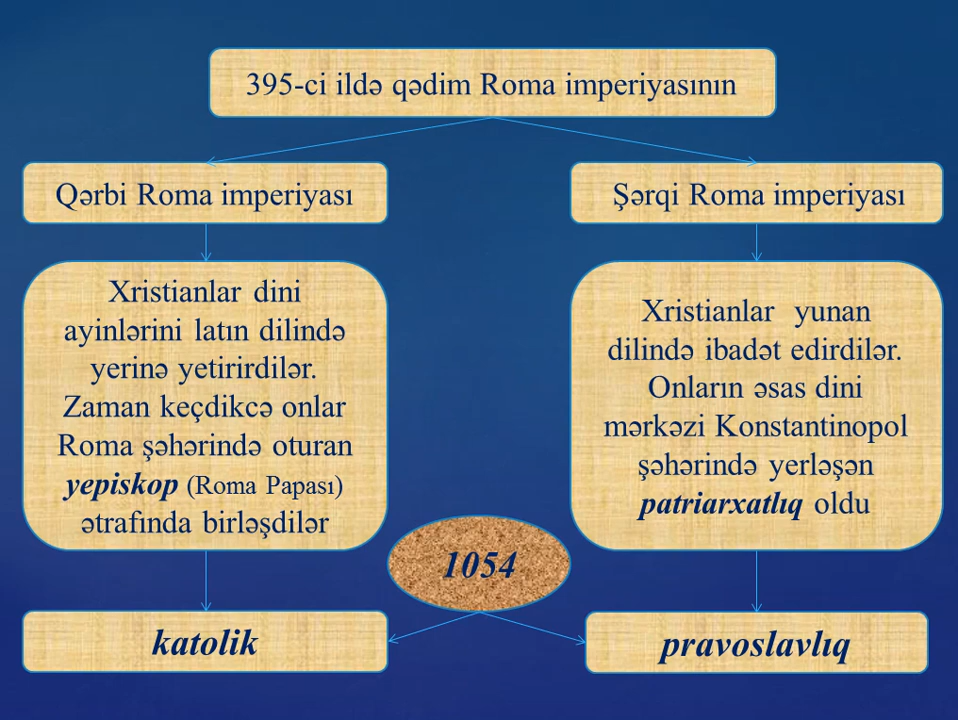 395-ci ildə qədim Roma imperiyasının
Qərbi Roma imperiyası
Şərqi Roma imperiyası
Xristianlar dini
ayinlərini latın dilində
yerinə yetirirdilər.
Zaman keçdikcə onlar
Roma şəhərində oturan
yepiskop (Roma Papası)
ətrafında birləşdilər
Xristianlar yunan
dilində ibadət edirdilər.
Onların əsas dini
mərkəzi Konstantinopol
şəhərində yerləşən
patriarxatlıq oldu
1054
katolik
pravoslavlıq